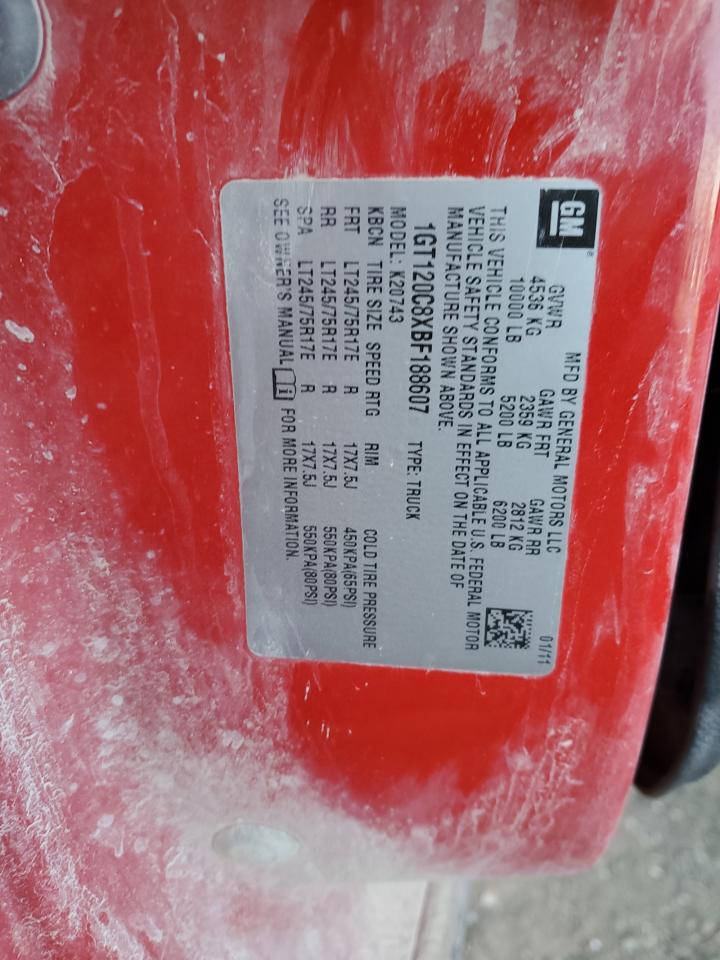 GM®
MFD BY GENERAL MOTORS LLC 01/11
GVWR GAWR FRT GAWR RR
4536 KG 2359 KG 2812 KG
10000 LB 5200 LB 6200 LB
THIS VEHICLE CONFORMS TO ALL APPLICABLE U.S. FEDERAL MOTOR
VEHICLE SAFETY STANDARDS IN EFFECT ON THE DATE OF
MANUFACTURE SHOWN ABOVE.
1GT120C8XBF188607 TYPE: TRUCK
MODEL: K20743
KBCN TIRE SIZE SPEED RTG RIM COLD TIRE PRESSURE
FRT LT245/75R17E R 17X7.5J 450KPA(65PSI)
RR LT245/75R17E R 17X7.5J 550KPA(80PSI)
SPA LT245/75R17E R 17X7.5J 550KPA(80PSI)
SEE OWNER'S MANUAL FOR MORE INFORMATION.